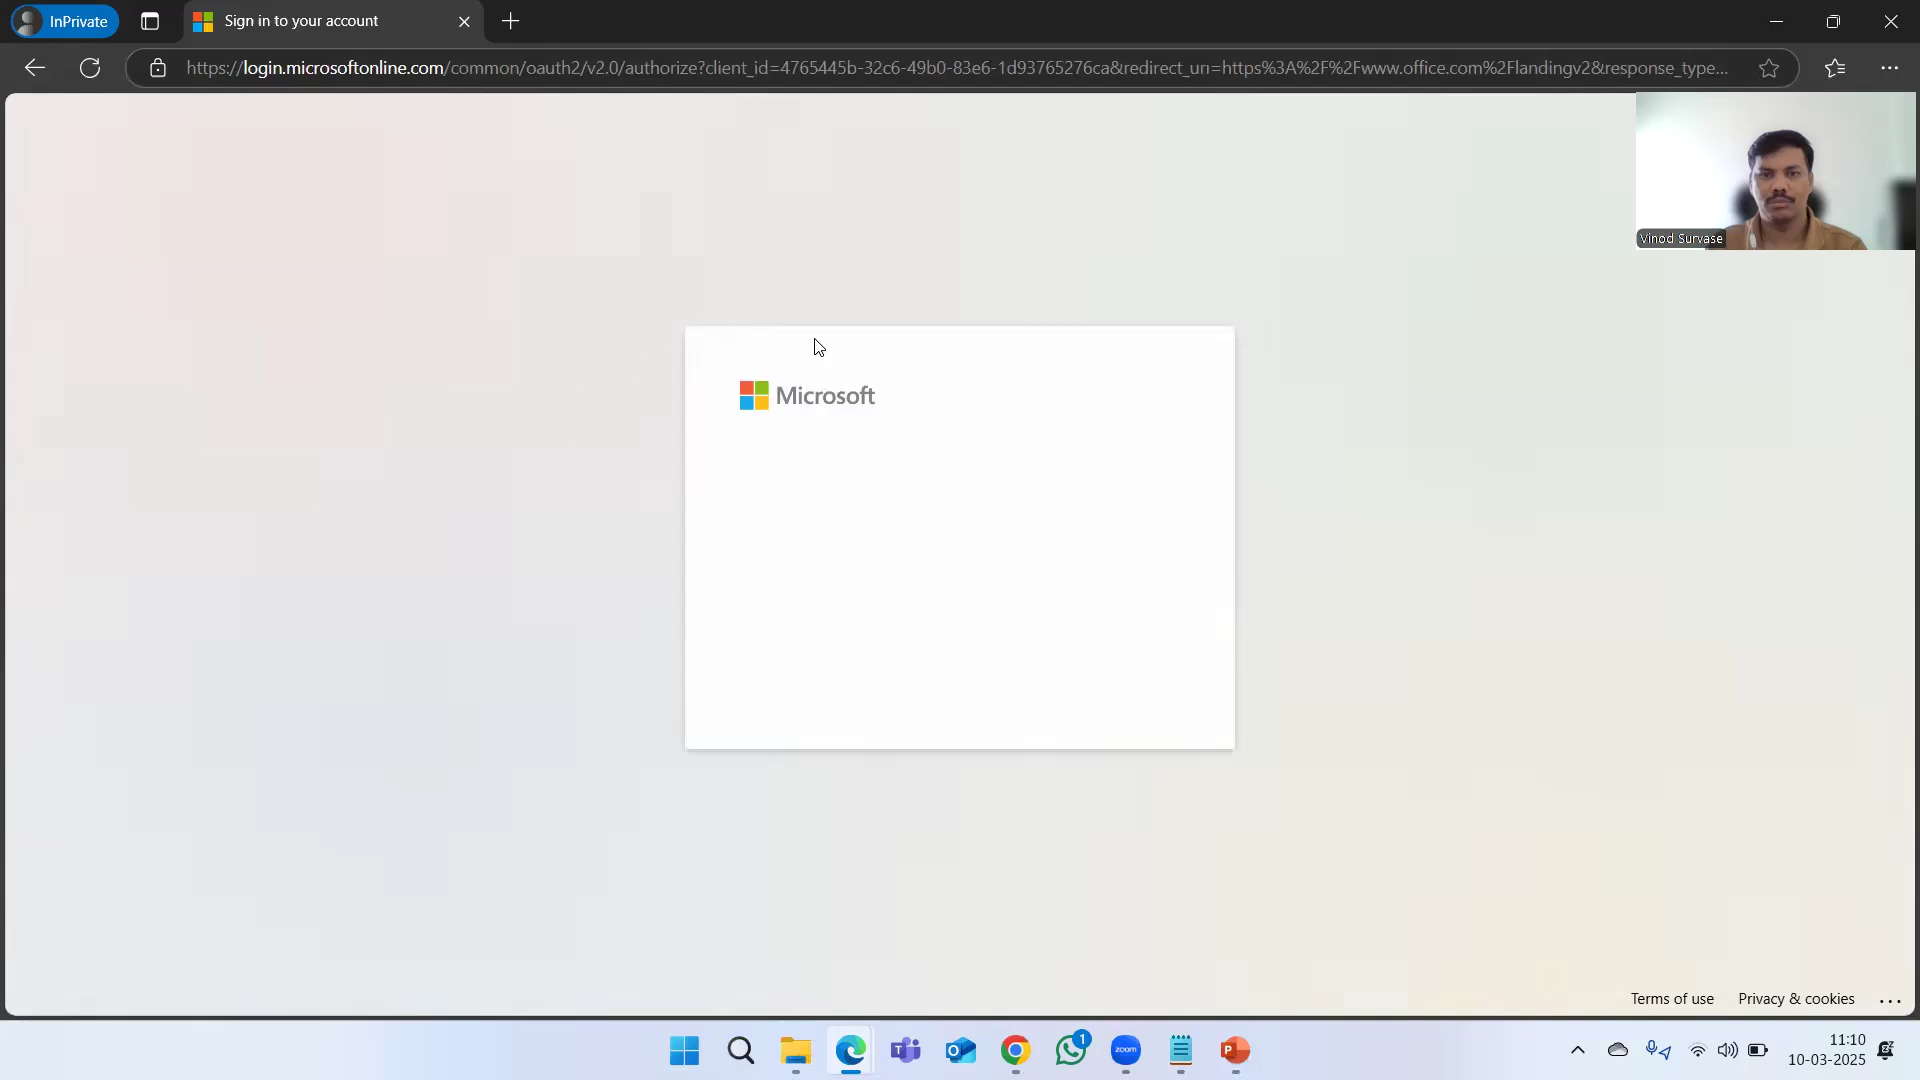 InPrivate
Sign in to your account
https://login.microsoftonline.com/common/oauth2/v2.0/authorize?client_id=4765445b-32c6-49b0-83e6-1d93765276ca&redirect_uri=https%3A%2F%2Fwww.office.com%2Flandingv2&response_type...
Vinod Survase
Microsoft
Terms of use
Privacy & cookies
...
1
zoom
11:10
10-03-2025